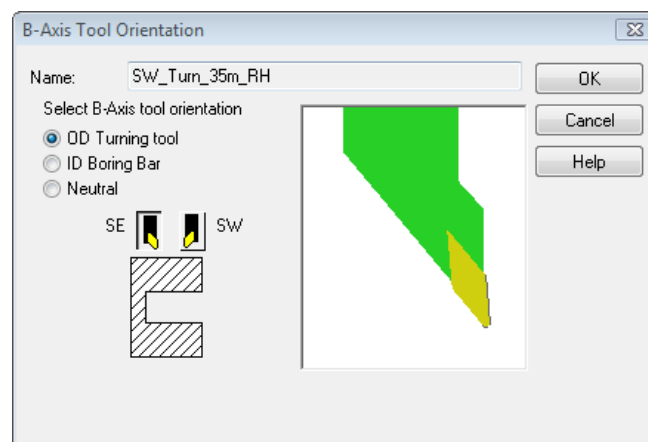 B-Axis Tool Orientation
Name: SW_Turn_35m_RH
Select B-Axis tool orientation
OD Turning tool
ID Boring Bar
Neutral
SE SW
OK
Cancel
Help